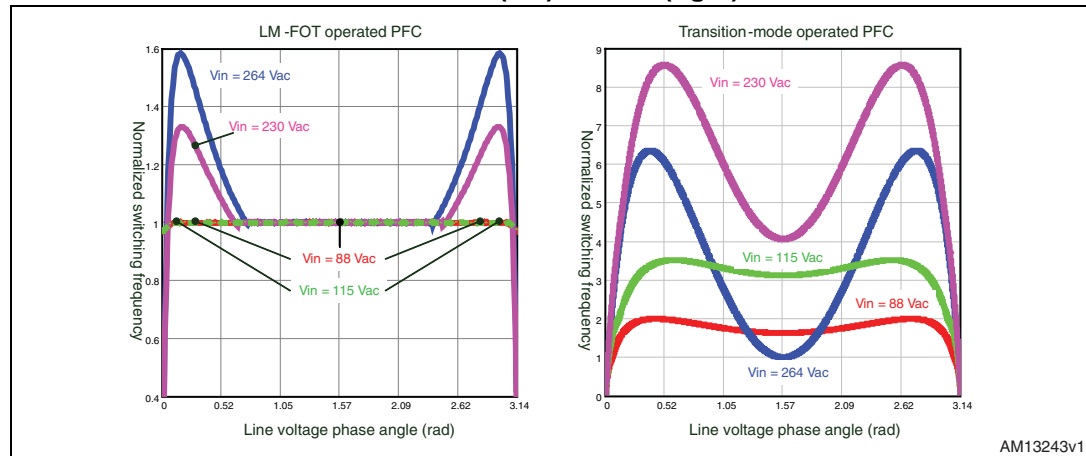 LM -FOT operated PFC
1.6
1.4
1.2
1
0.8
0.6
0.4
Normalized switching frequency
Vin = 264 Vac
Vin = 230 Vac
Vin = 88 Vac
Vin = 115 Vac
0
0.52
1.05
1.57
2.09
2.62
3.14
Line voltage phase angle (rad)
Transition-mode operated PFC
9
8
7
6
5
4
3
2
1
0
Normalized switching frequency
Vin = 230 Vac
Vin = 115 Vac
Vin = 88 Vac
Vin = 264 Vac
0
0.52
1.05
1.57
2.09
2.62
3.14
Line voltage phase angle (rad)
AM13243v1